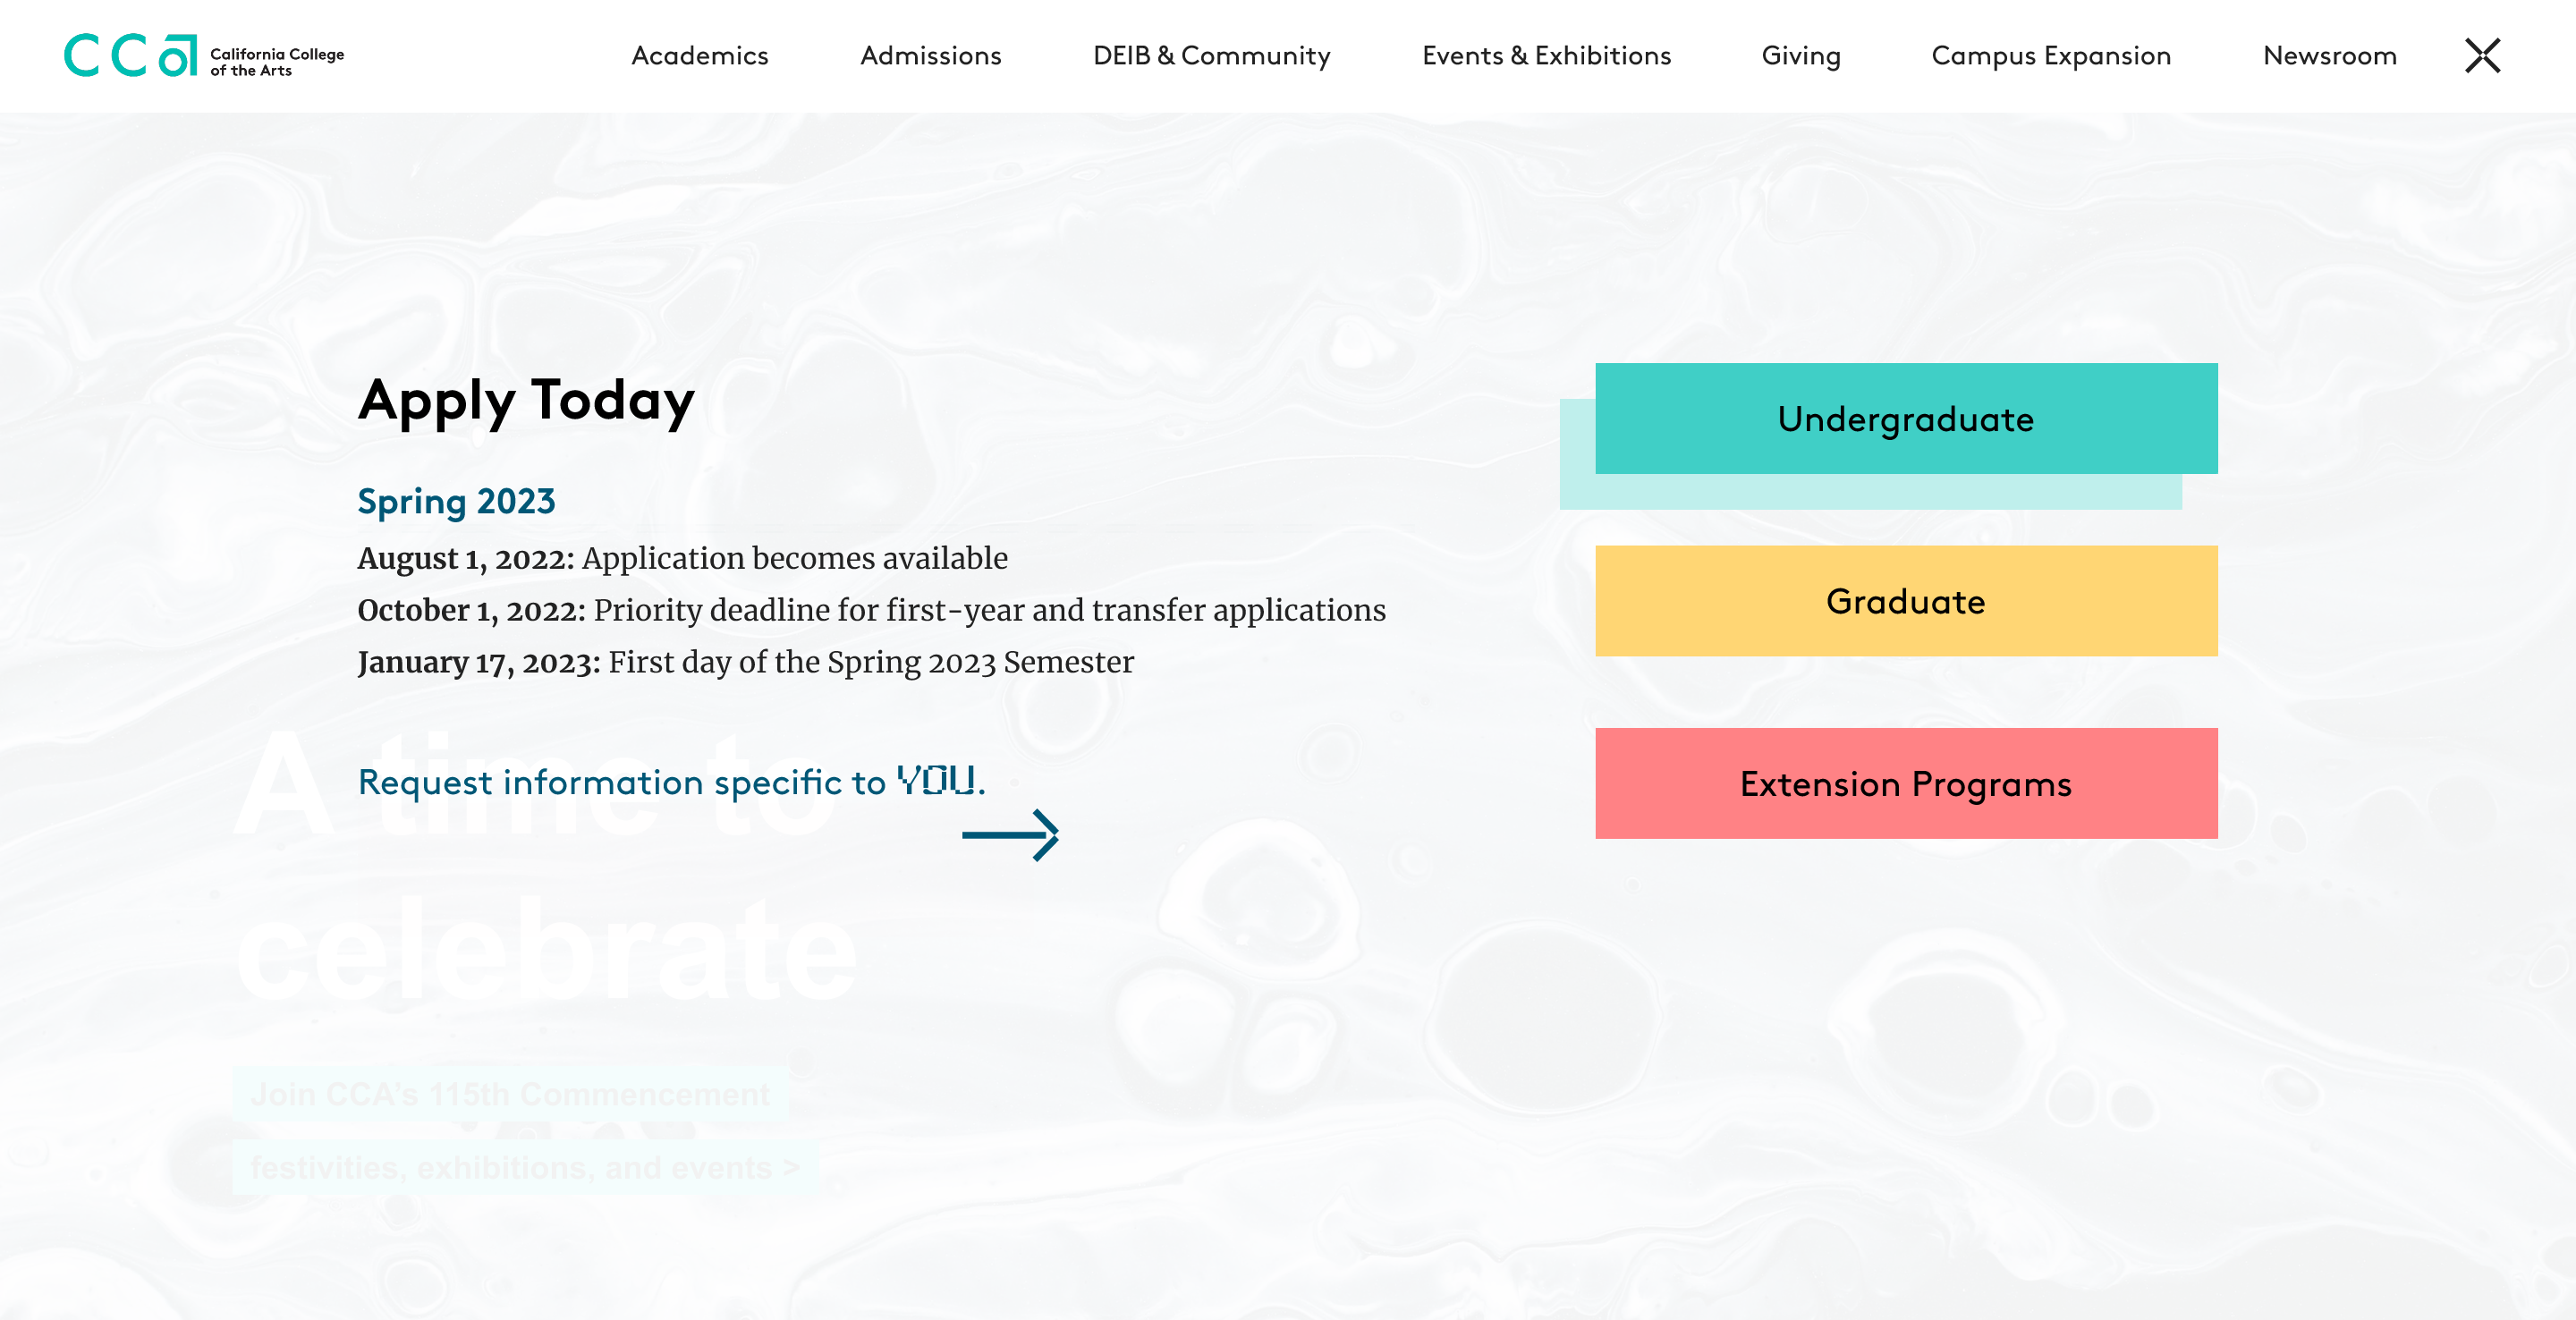 CCa California College
of the Arts
Academics Admissions DEIB & Community Events & Exhibitions Giving Campus Expansion Newsroom
Apply Today
Spring 2023
August 1, 2022: Application becomes available
October 1, 2022: Priority deadline for first-year and transfer applications
January 17, 2023: First day of the Spring 2023 Semester
Request information specific to YOU.
Undergraduate
Graduate
Extension Programs
A time to
celebrate
Join CCA's 115th Commencement
festivities, exhibitions, and events >